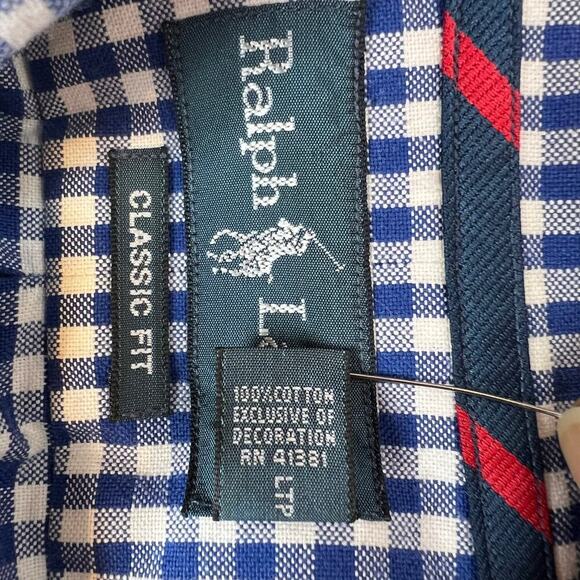 Ralph L
CLASSIC FIT
100% COTTON
EXCLUSIVE OF
DECORATION
RN 41381
LTP